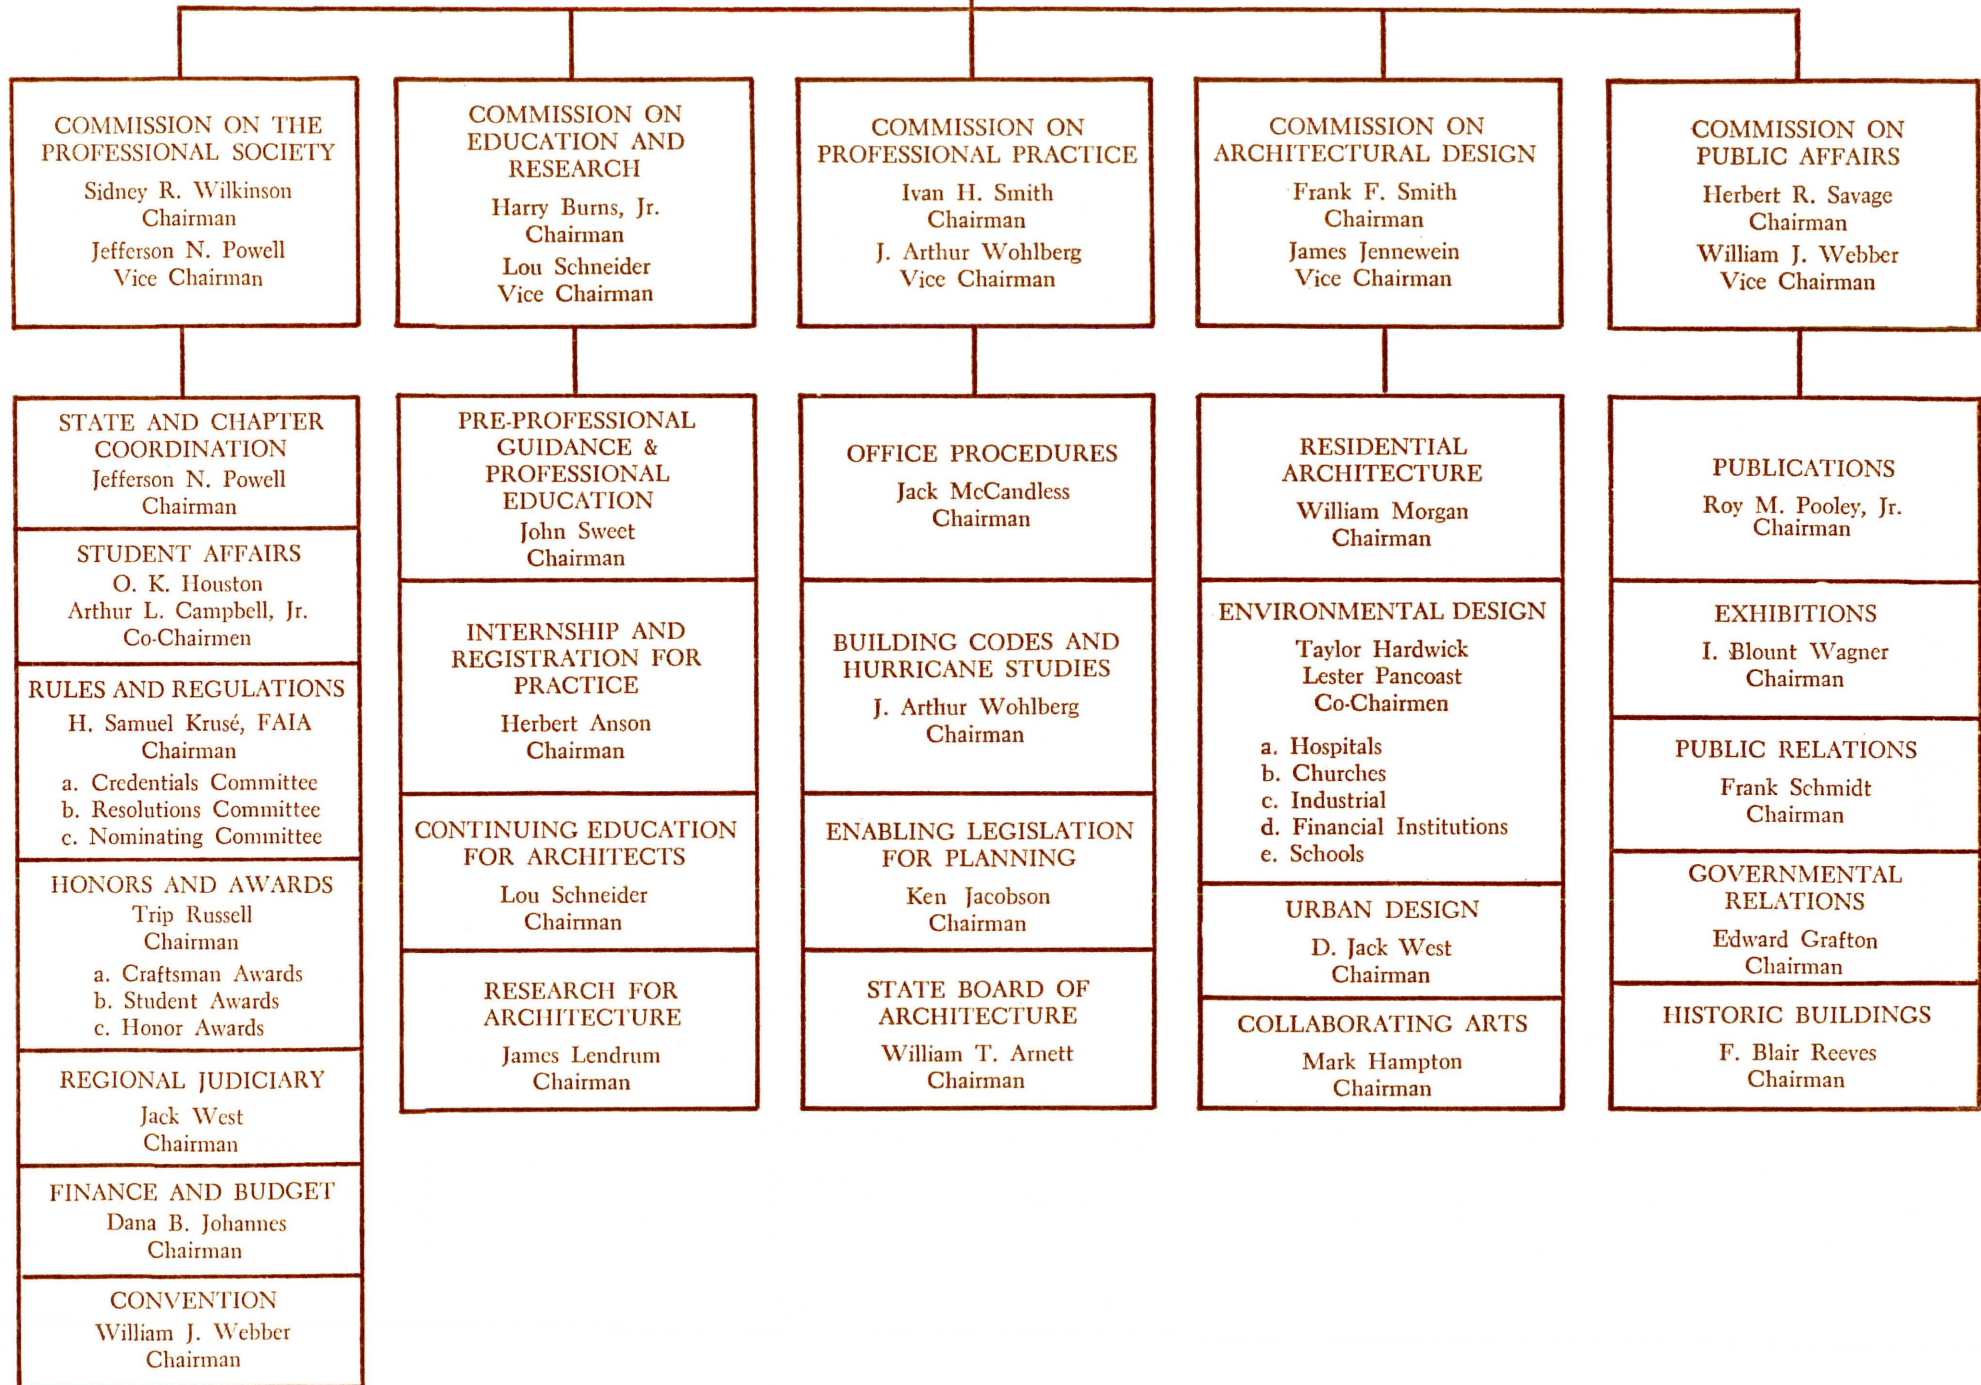 COMMISSION ON THE
PROFESSIONAL SOCIETY
Sidney R. Wilkinson
Chairman
Jefferson N. Powell
Vice Chairman
COMMISSION ON
EDUCATION AND
RESEARCH
Harry Burns, Jr.
Chairman
Lou Schneider
Vice Chairman
COMMISSION ON
PROFESSIONAL PRACTICE
Ivan H. Smith
Chairman
J. Arthur Wohlberg
Vice Chairman
COMMISSION ON
ARCHITECTURAL DESIGN
Frank F. Smith
Chairman
James Jennewein
Vice Chairman
COMMISSION ON
PUBLIC AFFAIRS
Herbert R. Savage
Chairman
William J. Webber
Vice Chairman
STATE AND CHAPTER
COORDINATION
Jefferson N. Powell
Chairman
STUDENT AFFAIRS
O. K. Houston
Arthur L. Campbell, Jr.
Co-Chairmen
RULES AND REGULATIONS
H. Samuel Krusé, FAIA
Chairman
a. Credentials Committee
b. Resolutions Committee
c. Nominating Committee
HONORS AND AWARDS
Trip Russell
Chairman
a. Craftsman Awards
b. Student Awards
c. Honor Awards
REGIONAL JUDICIARY
Jack West
Chairman
FINANCE AND BUDGET
Dana B. Johannes
Chairman
CONVENTION
William J. Webber
Chairman
PRE-PROFESSIONAL
GUIDANCE &
PROFESSIONAL
EDUCATION
John Sweet
Chairman
INTERNSHIP AND
REGISTRATION FOR
PRACTICE
Herbert Anson
Chairman
CONTINUING EDUCATION
FOR ARCHITECTS
Lou Schneider
Chairman
RESEARCH FOR
ARCHITECTURE
James Lendrum
Chairman
OFFICE PROCEDURES
Jack McCandless
Chairman
BUILDING CODES AND
HURRICANE STUDIES
J. Arthur Wohlberg
Chairman
ENABLING LEGISLATION
FOR PLANNING
Ken Jacobson
Chairman
STATE BOARD OF
ARCHITECTURE
William T. Arnett
Chairman
RESIDENTIAL
ARCHITECTURE
William Morgan
Chairman
ENVIRONMENTAL DESIGN
Taylor Hardwick
Lester Pancoast
Co-Chairmen
a. Hospitals
b. Churches
c. Industrial
d. Financial Institutions
e. Schools
URBAN DESIGN
D. Jack West
Chairman
COLLABORATING ARTS
Mark Hampton
Chairman
PUBLICATIONS
Roy M. Pooley, Jr.
Chairman
EXHIBITIONS
I. Blount Wagner
Chairman
PUBLIC RELATIONS
Frank Schmidt
Chairman
GOVERNMENTAL
RELATIONS
Edward Grafton
Chairman
HISTORIC BUILDINGS
F. Blair Reeves
Chairman